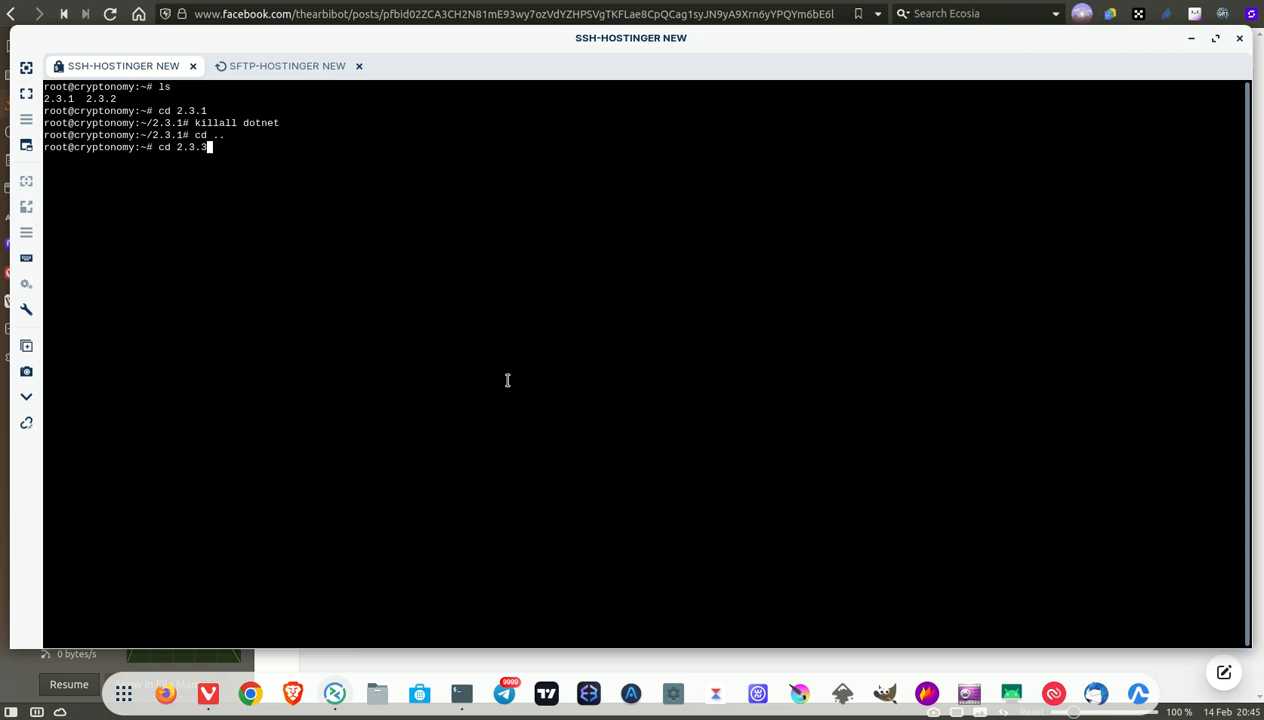 www.facebook.com/thearbibot/posts/pfbid02ZCA3CH2N81mE93wy7ozVdYZHPSVgTKFLae8CpQCag1syJN9yA9Xrn6yYPQYm6bE6l
Search Ecosia
SSH-HOSTINGER NEW
SSH-HOSTINGER NEW
SFTP-HOSTINGER NEW
root@cryptonomy:~# ls
2.3.1  2.3.2
root@cryptonomy:~# cd 2.3.1
root@cryptonomy:~/2.3.1# killall dotnet
root@cryptonomy:~/2.3.1# cd ..
root@cryptonomy:~# cd 2.3.3
0 bytes/s
Resume
9999
Reset
100 %
14 Feb
20:45